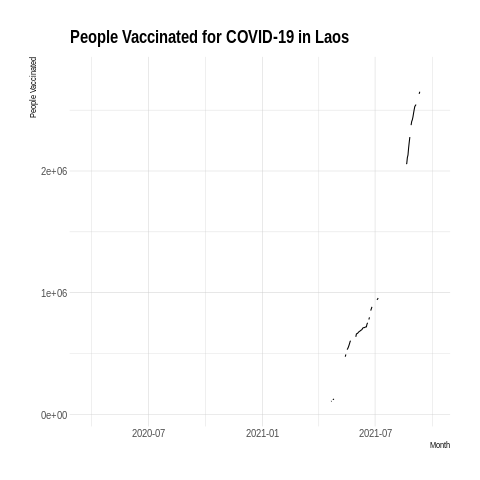 People Vaccinated for COVID-19 in Laos
People Vaccinated
2e+06
1e+06
0e+00
2020-07 2021-01 2021-07
Month